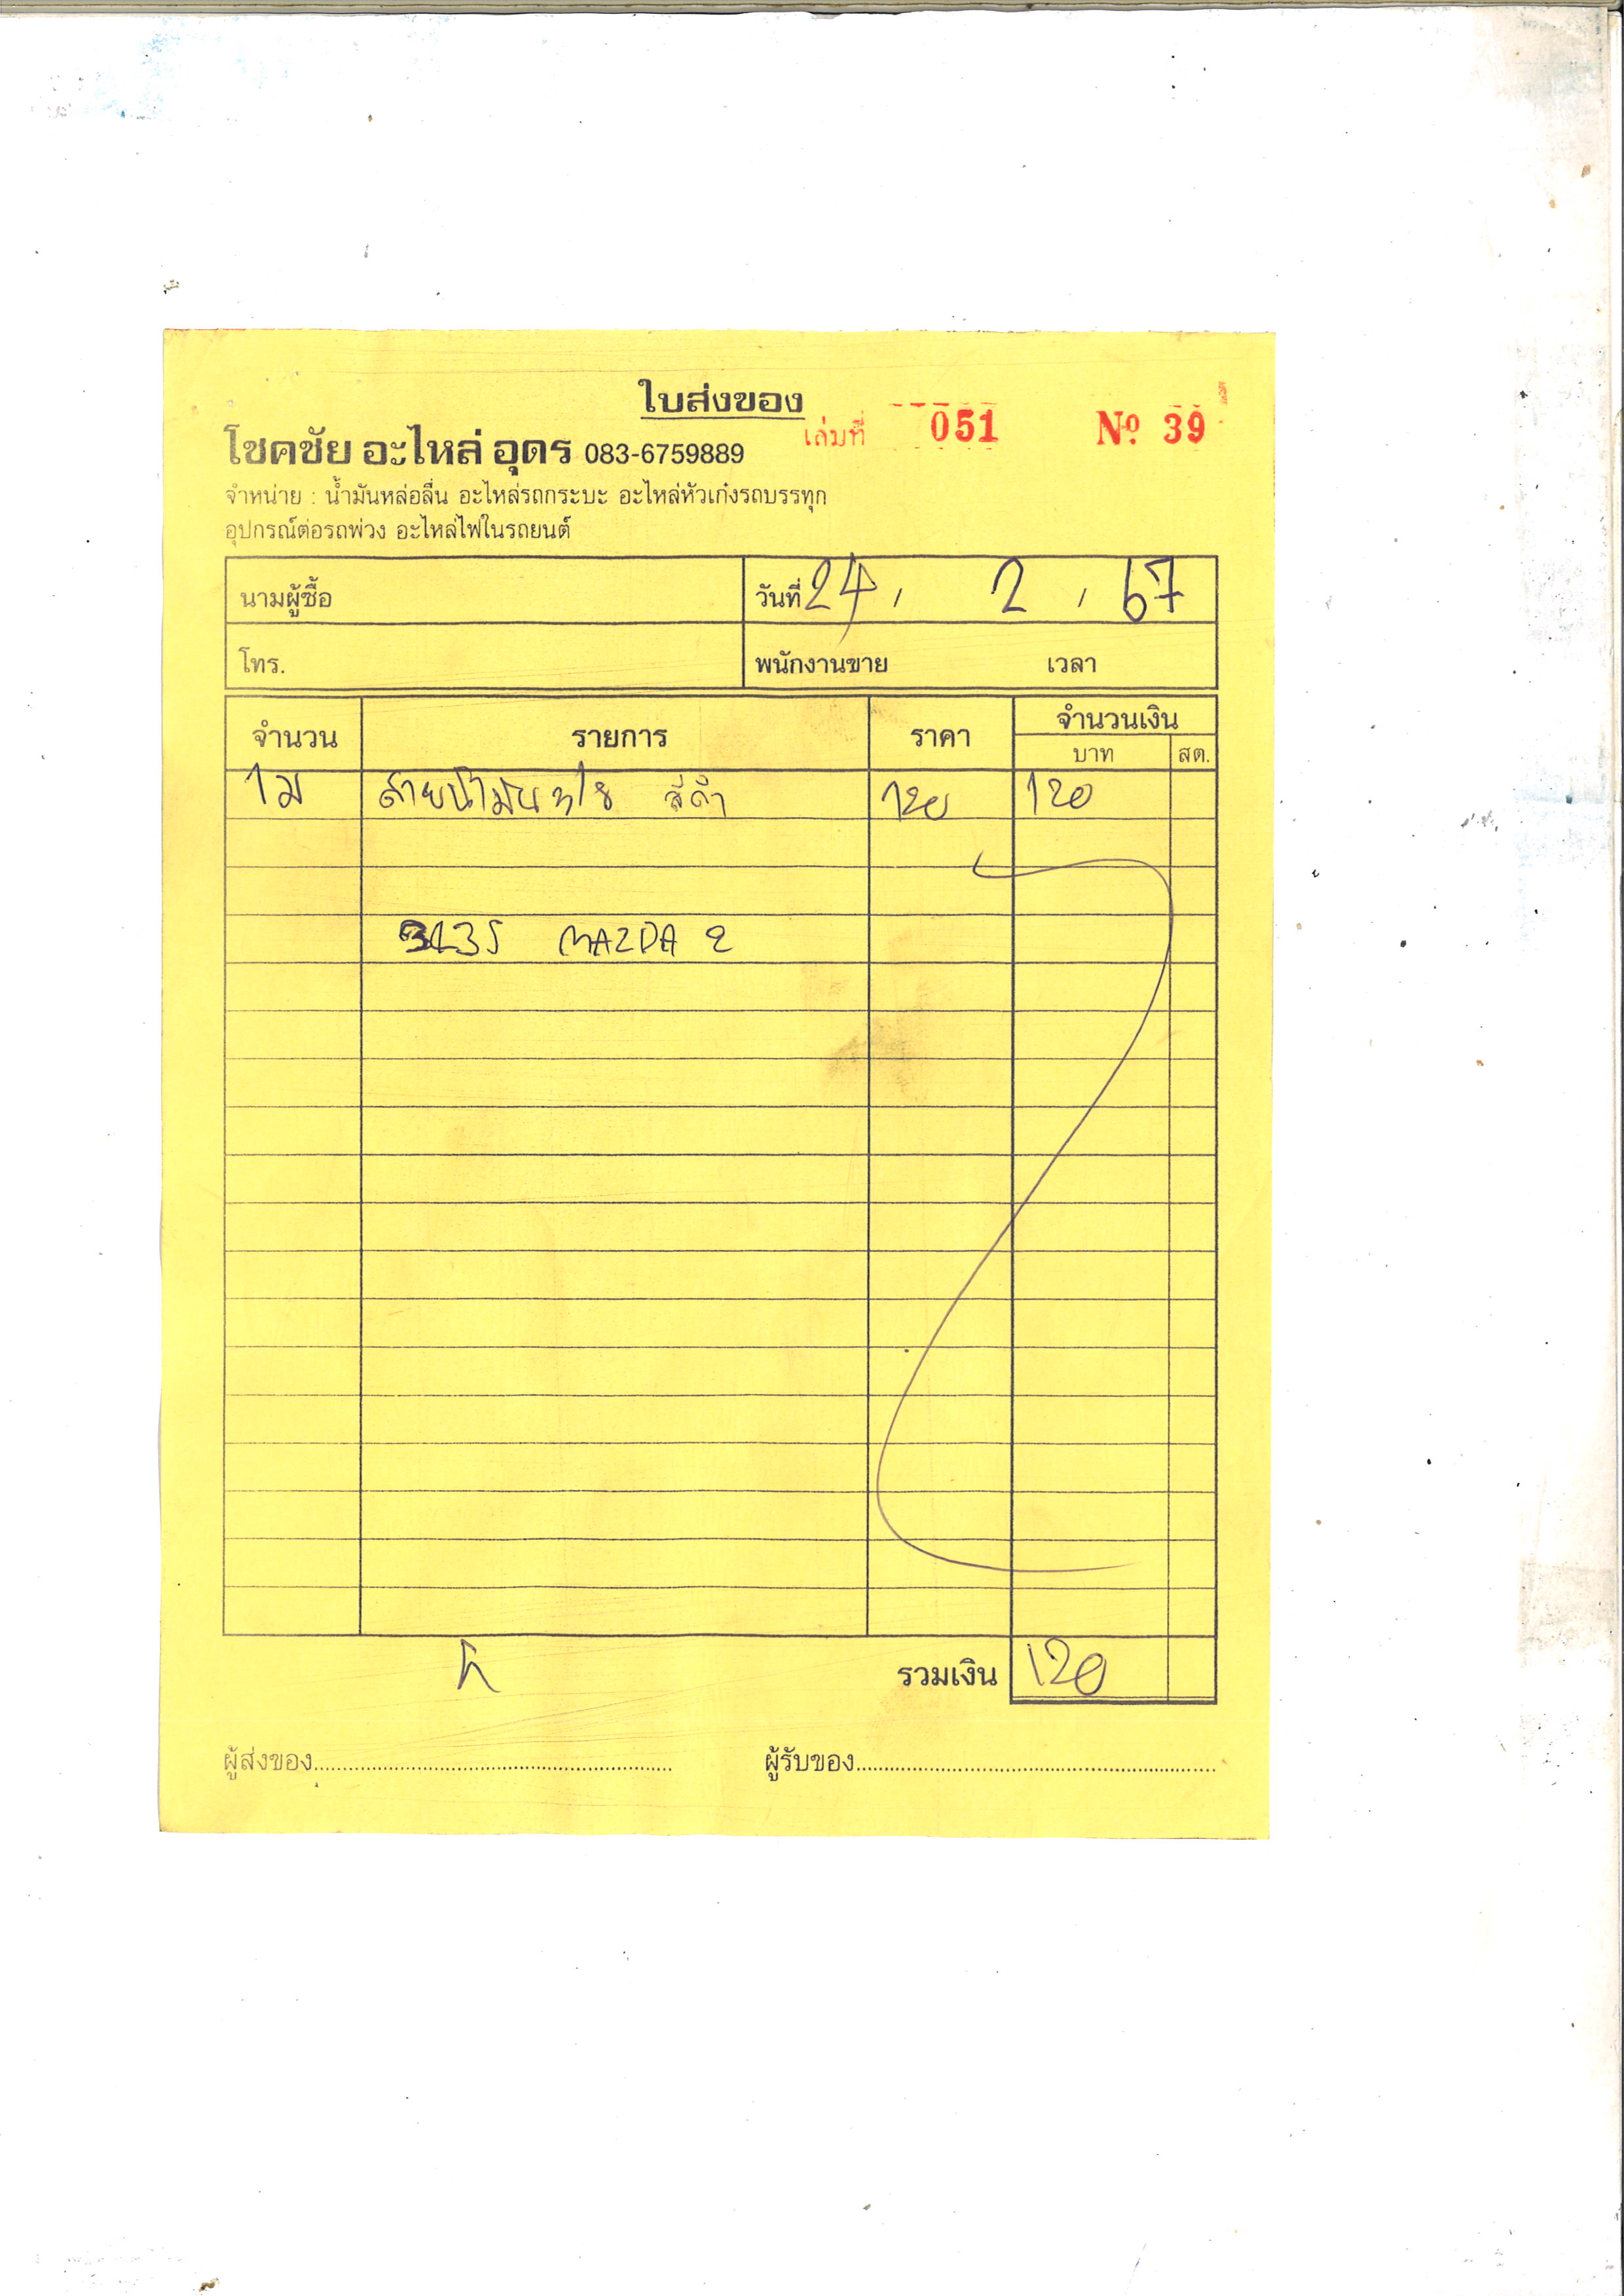 ใบส่งของ
เล่มที่ 051 Nº 39
โชคชัย อะไหล่ อุดร 083-6759889
จำหน่าย : น้ำมันหล่อลื่น อะไหล่รถกระบะ อะไหล่หัวเก๋งรถบรรทุก
อุปกรณ์ต่อรถพ่วง อะไหล่ไฟในรถยนต์
นามผู้ซื้อ วันที่ 24, 2, 67
โทร. พนักงานขาย เวลา
จำนวน รายการ ราคา จำนวนเงิน
บาท สต.
1 ม สายน้ำมัน 3/8 สีดำ 120 120
MAZDA 2
รวมเงิน 120
ผู้ส่งของ ผู้รับของ